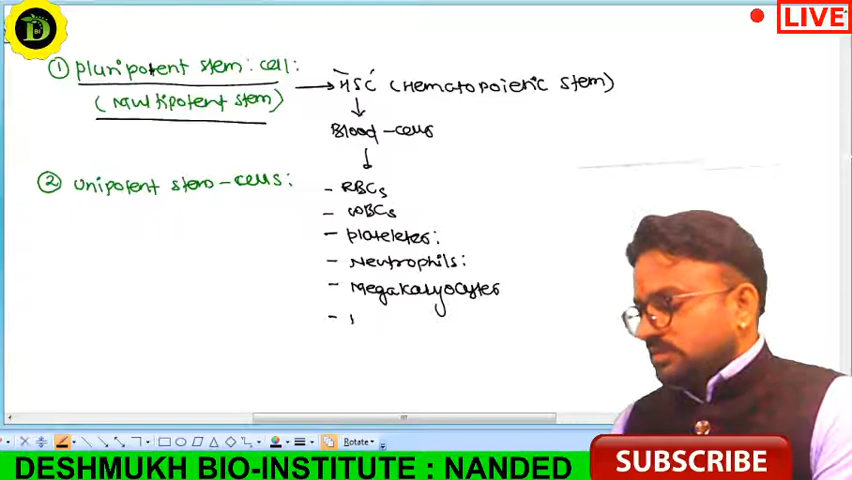 LIVE
① pluripotent stem: cell:
(Multipotent stem)
HSC (Hematopoietic stem)
Blood-cells
② unipotent stem-cells:
- RBCs
- WBCs
- plateletes:
- Neutrophils:
- Megakaryocytes
-
Rotate
DESHMUKH BIO-INSTITUTE : NANDED
SUBSCRIBE